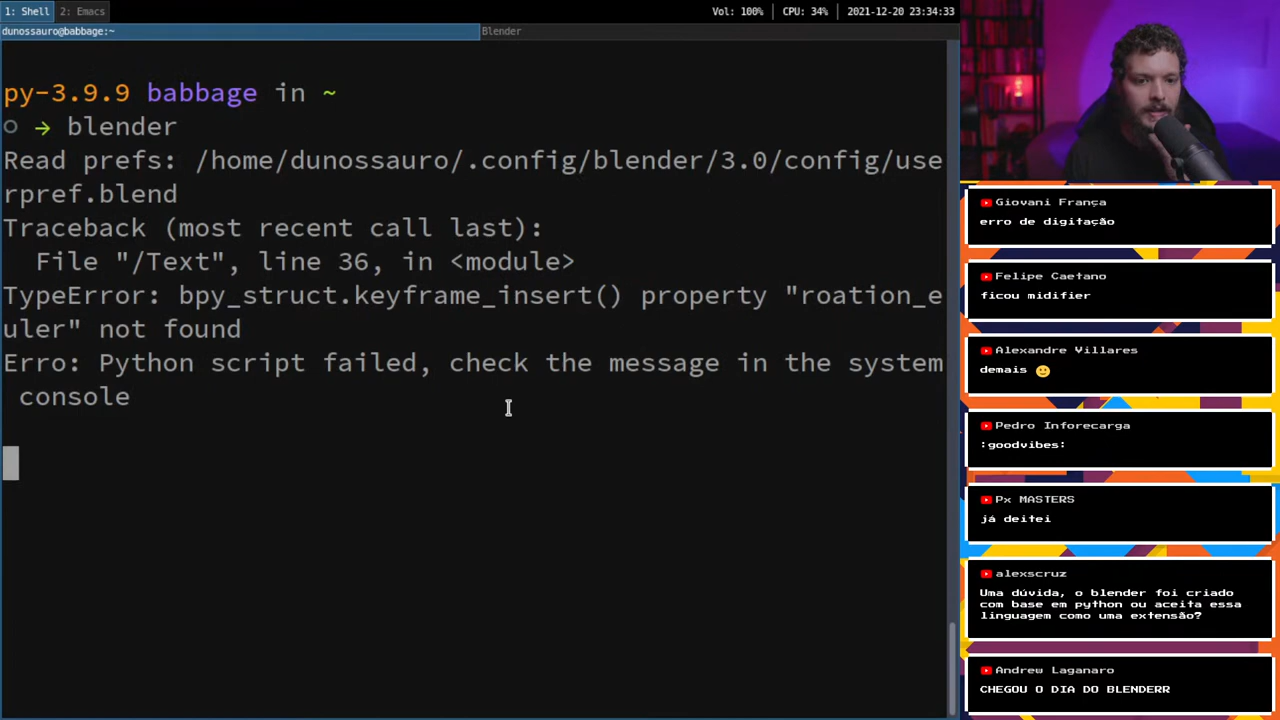 1: Shell
2: Emacs
Vol: 100%
CPU: 34%
2021-12-20 23:34:33
dunossauro@babbage:~
Blender
py-3.9.9 babbage in ~
→ blender
Read prefs: /home/dunossauro/.config/blender/3.0/config/use
rpref.blend
Traceback (most recent call last):
File "/Text", line 36, in <module>
TypeError: bpy_struct.keyframe_insert() property "roation_e
uler" not found
Erro: Python script failed, check the message in the system
console
Giovani França
erro de digitação
Felipe Caetano
ficou midifier
Alexandre Villares
demais 🙂
Pedro Inforecarga
:goodvibes:
Px MASTERS
já deitei
alexscruz
Uma dúvida, o blender foi criado
com base em python ou aceita essa
linguagem como uma extensão?
Andrew Laganaro
CHEGOU O DIA DO BLENDERR